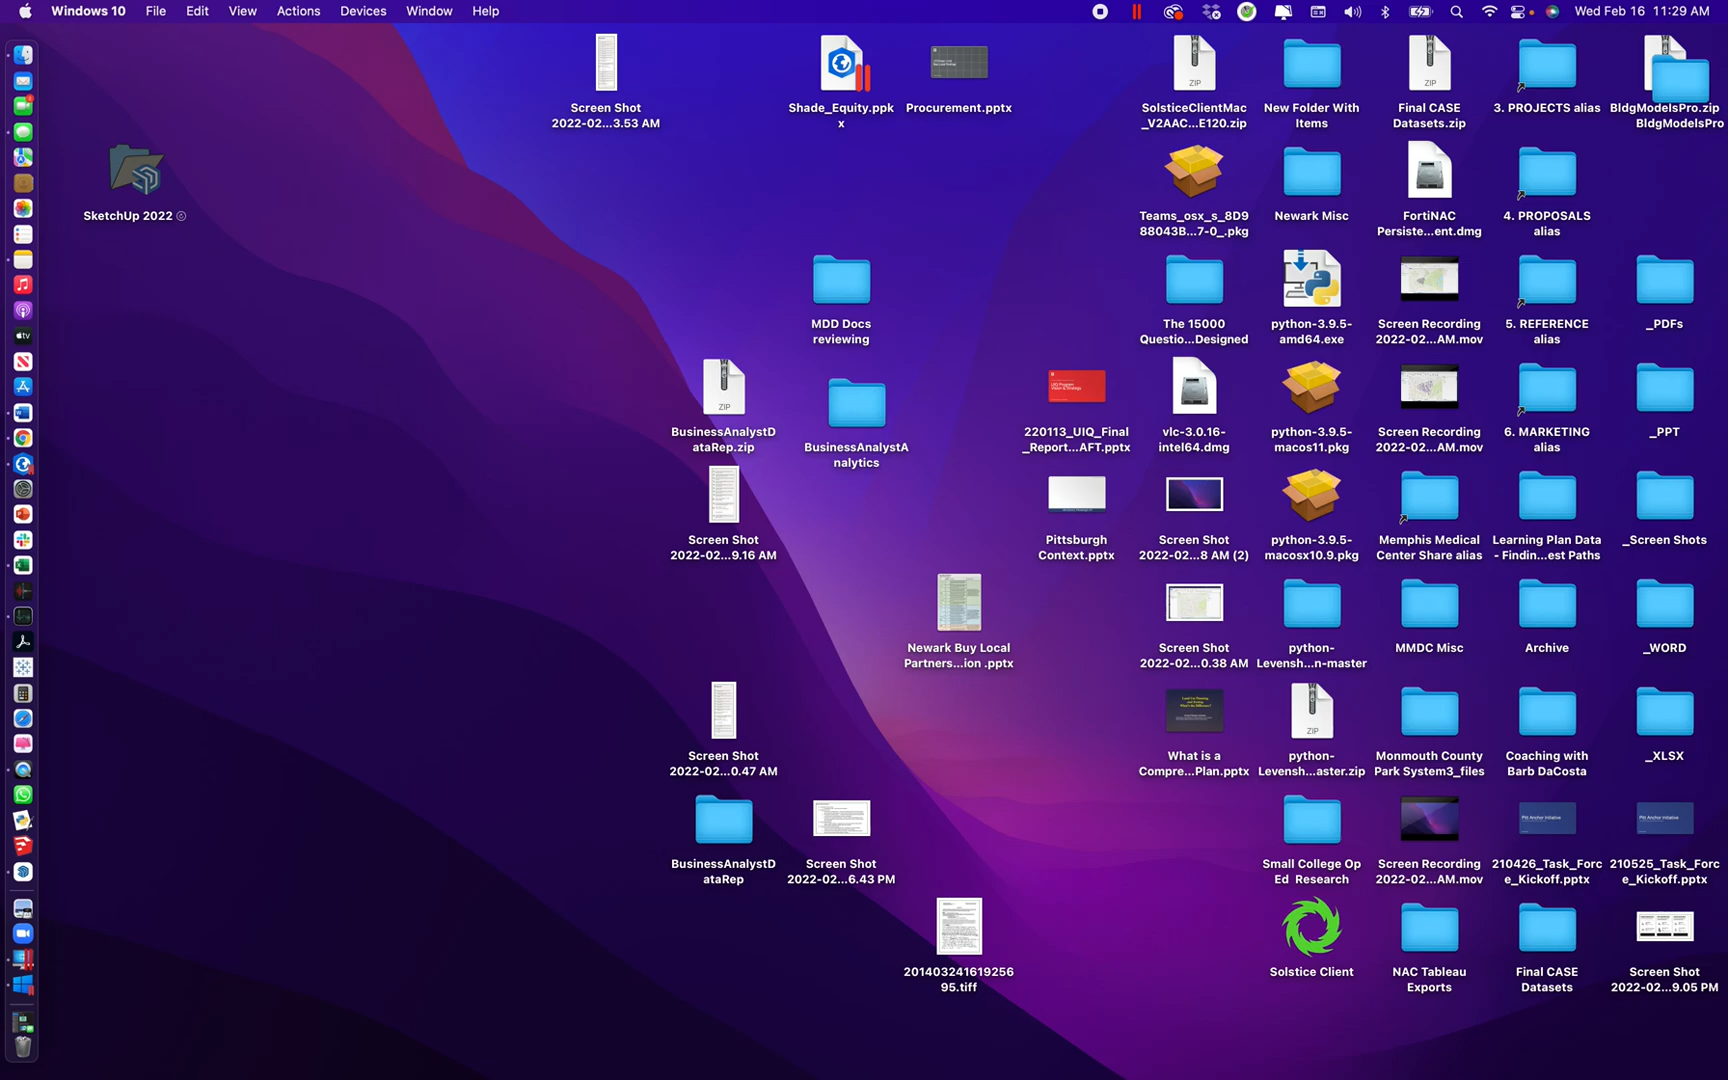 Windows 10 File Edit View Actions Devices Window Help
Wed Feb 16 11:29 AM
Screen Shot
2022-02...3.53 AM
Shade_Equity.ppk
x
Procurement.pptx
SolsticeClientMac
_V2AAC...E120.zip
New Folder With
Items
Final CASE
Datasets.zip
3. PROJECTS alias
BldgModelsPro.zip
BldgModelsPro
SketchUp 2022
Teams_osx_s_8D9
88043B...7-0_.pkg
Newark Misc
FortiNAC
Persiste...ent.dmg
4. PROPOSALS
alias
MDD Docs
reviewing
The 15000
Questio...Designed
python-3.9.5-
amd64.exe
Screen Recording
2022-02...AM.mov
5. REFERENCE
alias
_PDFs
BusinessAnalystD
ataRep.zip
BusinessAnalystA
nalytics
220113_UIQ_Final
_Report...AFT.pptx
vlc-3.0.16-
intel64.dmg
python-3.9.5-
macos11.pkg
Screen Recording
2022-02...AM.mov
6. MARKETING
alias
_PPT
Screen Shot
2022-02...9.16 AM
Pittsburgh
Context.pptx
Screen Shot
2022-02...8 AM (2)
python-3.9.5-
macosx10.9.pkg
Memphis Medical
Center Share alias
Learning Plan Data
- Findin...est Paths
_Screen Shots
Newark Buy Local
Partners...ion .pptx
Screen Shot
2022-02...0.38 AM
python-
Levensh...n-master
MMDC Misc
Archive
_WORD
Screen Shot
2022-02...0.47 AM
What is a
Compre...Plan.pptx
ZIP
python-
Levensh...aster.zip
Monmouth County
Park System3_files
Coaching with
Barb DaCosta
_XLSX
BusinessAnalystD
ataRep
Screen Shot
2022-02...6.43 PM
Small College Op
Ed Research
Screen Recording
2022-02...AM.mov
210426_Task_Forc
e_Kickoff.pptx
210525_Task_Forc
e_Kickoff.pptx
201403241619256
95.tiff
Solstice Client
NAC Tableau
Exports
Final CASE
Datasets
Screen Shot
2022-02...9.05 PM